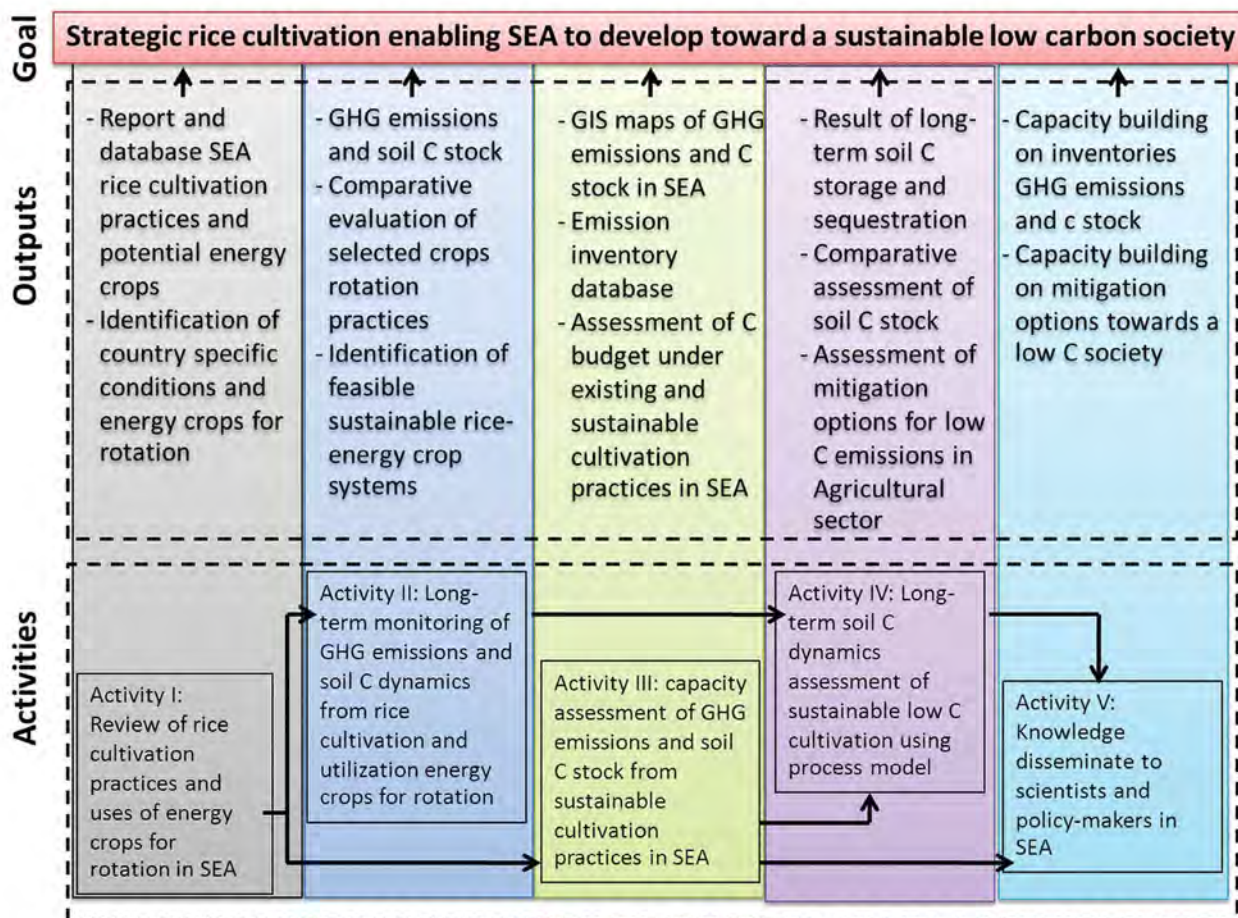 Goal
Strategic rice cultivation enabling SEA to develop toward a sustainable low carbon society
Outputs
- Report and
database SEA
rice cultivation
practices and
potential energy
crops
- Identification of
country specific
conditions and
energy crops for
rotation
- GHG emissions
and soil C stock
- Comparative
evaluation of
selected crops
rotation
practices
- Identification of
feasible
sustainable rice-
energy crop
systems
- GIS maps of GHG
emissions and C
stock in SEA
- Emission
inventory
database
- Assessment of C
budget under
existing and
sustainable
cultivation
practices in SEA
- Result of long-
term soil C
storage and
sequestration
- Comparative
assessment of
soil C stock
- Assessment of
mitigation
options for low
C emissions in
Agricultural
sector
- Capacity building
on inventories
GHG emissions
and c stock
- Capacity building
on mitigation
options towards a
low C society
Activities
Activity I:
Review of rice
cultivation
practices and
uses of energy
crops for
rotation in SEA
Activity II: Long-
term monitoring of
GHG emissions and
soil C dynamics
from rice
cultivation and
utilization energy
crops for rotation
Activity III: capacity
assessment of GHG
emissions and soil
C stock from
sustainable
cultivation
practices in SEA
Activity IV: Long-
term soil C
dynamics
assessment of
sustainable low C
cultivation using
process model
Activity V:
Knowledge
disseminate to
scientists and
policy-makers in
SEA